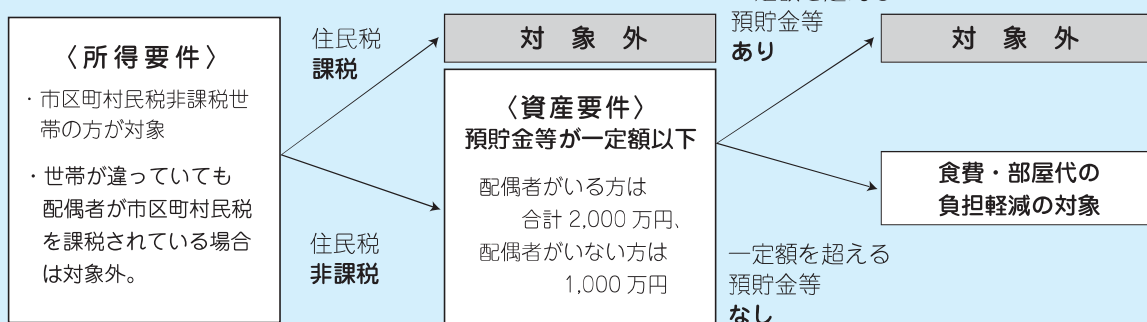 〈所得要件〉
・市区町村民税非課税世
帯の方が対象
・世帯が違っていても
配偶者が市区町村民税
を課税されている場合
は対象外。
住民税
課税
住民税
非課税
対象外
〈資産要件〉
預貯金等が一定額以下
配偶者がいる方は
合計 2,000 万円、
配偶者がいない方は
1,000 万円
預貯金等
あり
一定額を超える
預貯金等
なし
対象外
食費・部屋代の
負担軽減の対象